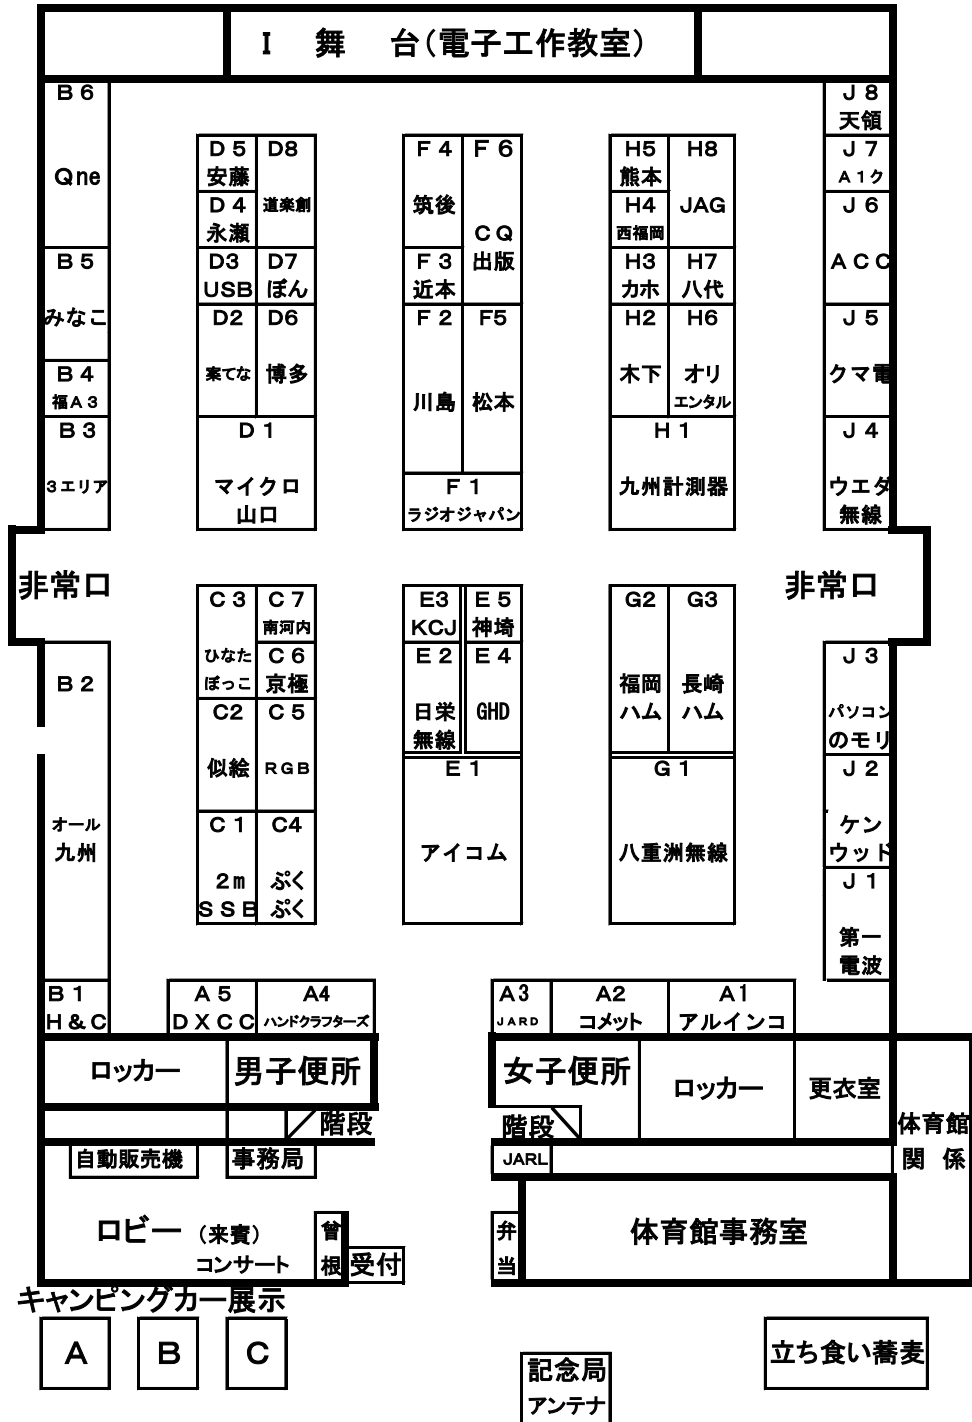 I 舞 台(電子工作教室)
B6
Qne
B5
みなこ
B4
福A3
B3
3エリア
D5
安藤
D4
永瀬
D3
USB
D2
案てな
D8
道楽創
D7
ぽん
D6
博多
D1
マイクロ
山口
F4
筑後
F3
近本
F2
川島
F6
CQ
出版
F5
松本
F1
ラジオジャパン
H5
熊本
H4
西福岡
H3
カホ
H2
木下
H8
JAG
H7
八代
H6
オリ
エンタル
H1
九州計測器
J8
天領
J7
A1ク
J6
ACC
J5
クマ電
J4
ウエダ
無線
非常口
非常口
B2
オール
九州
C3
ひなた
ぼっこ
C2
似絵
C1
2m
SSB
C7
南河内
C6
京極
C5
RGB
C4
ぷく
ぷく
E3
KCJ
E2
日栄
無線
E5
神埼
E4
GHD
E1
アイコム
G2
福岡
ハム
G3
長崎
ハム
G1
八重洲無線
J3
パソコン
のモリ
J2
ケン
ウッド
J1
第一
電波
B1
H&C
A5
DXCC
A4
ハンドクラフターズ
A3
JARD
A2
コメット
A1
アルインコ
ロッカー
男子便所
女子便所
ロッカー
更衣室
階段
階段
体育館
関 係
自動販売機
事務局
JARL
ロビー (来賓)
コンサート
曾
根
受付
弁
当
体育館事務室
キャンピングカー展示
A
B
C
立ち食い蕎麦
記念局
アンテナ